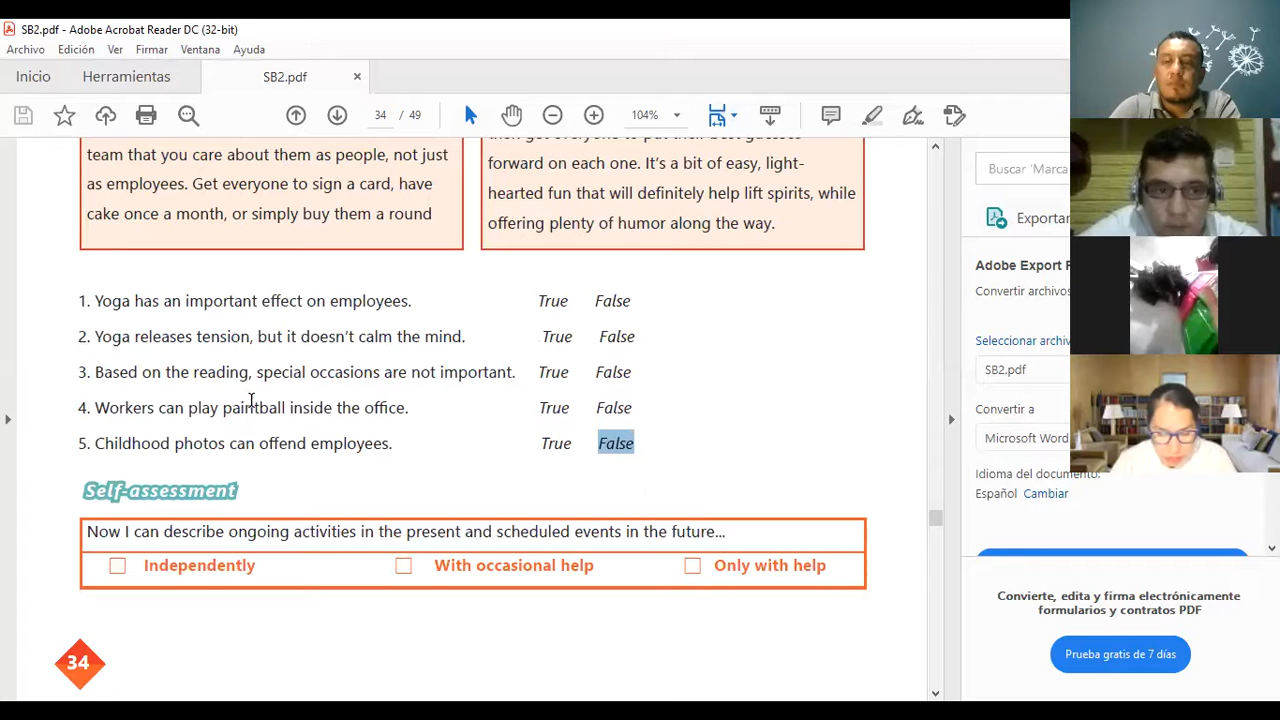 SB2.pdf - Adobe Acrobat Reader DC (32-bit)
Archivo Edición Ver Firmar Ventana Ayuda
Inicio Herramientas SB2.pdf ×
34 / 49 104%
team that you care about them as people, not just
as employees. Get everyone to sign a card, have
cake once a month, or simply buy them a round
forward on each one. It's a bit of easy, light-
hearted fun that will definitely help lift spirits, while
offering plenty of humor along the way.
1. Yoga has an important effect on employees. True False
2. Yoga releases tension, but it doesn't calm the mind. True False
3. Based on the reading, special occasions are not important. True False
4. Workers can play paintball inside the office. True False
5. Childhood photos can offend employees. True False
Self-assessment
Now I can describe ongoing activities in the present and scheduled events in the future...
Independently With occasional help Only with help
34
Buscar 'Marca
Exportar
Adobe Export
Convertir archivos
Seleccionar archiv
SB2.pdf
Convertir a
Microsoft Word
Idioma del documento:
Español Cambiar
Convierte, edita y firma electrónicamente
formularios y contratos PDF
Prueba gratis de 7 días